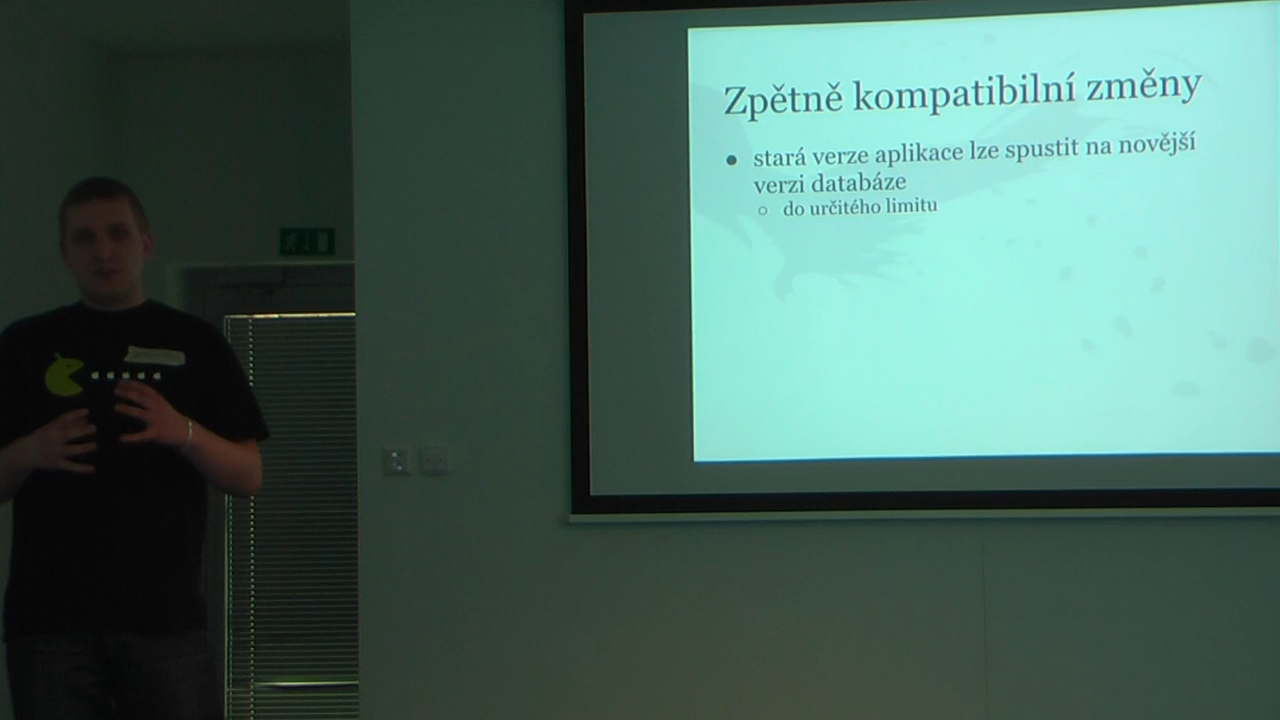 Zpětně kompatibilní změny
stará verze aplikace lze spustit na novější
verzi databáze
do určitého limitu